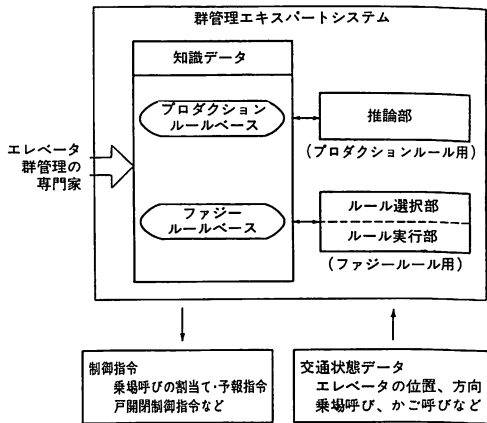 群管理エキスパートシステム
知識データ
プロダクション
ルールベース
推論部
(プロダクションルール用)
エレベータ
群管理の
専門家
ファジー
ルールベース
ルール選択部
ルール実行部
(ファジールール用)
制御指令
乗場呼びの割当て・予報指令
戸開閉制御指令など
交通状態データ
エレベータの位置、方向
乗場呼び、かご呼びなど